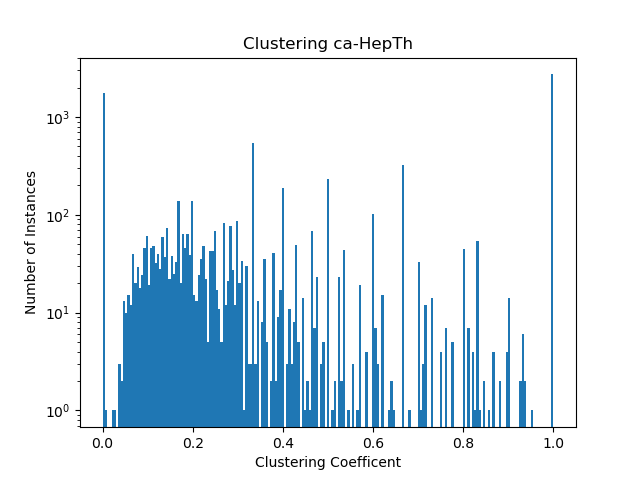 Clustering ca-HepTh
Number of Instances
10³
10²
10¹
10⁰
0.0 0.2 0.4 0.6 0.8 1.0
Clustering Coefficent